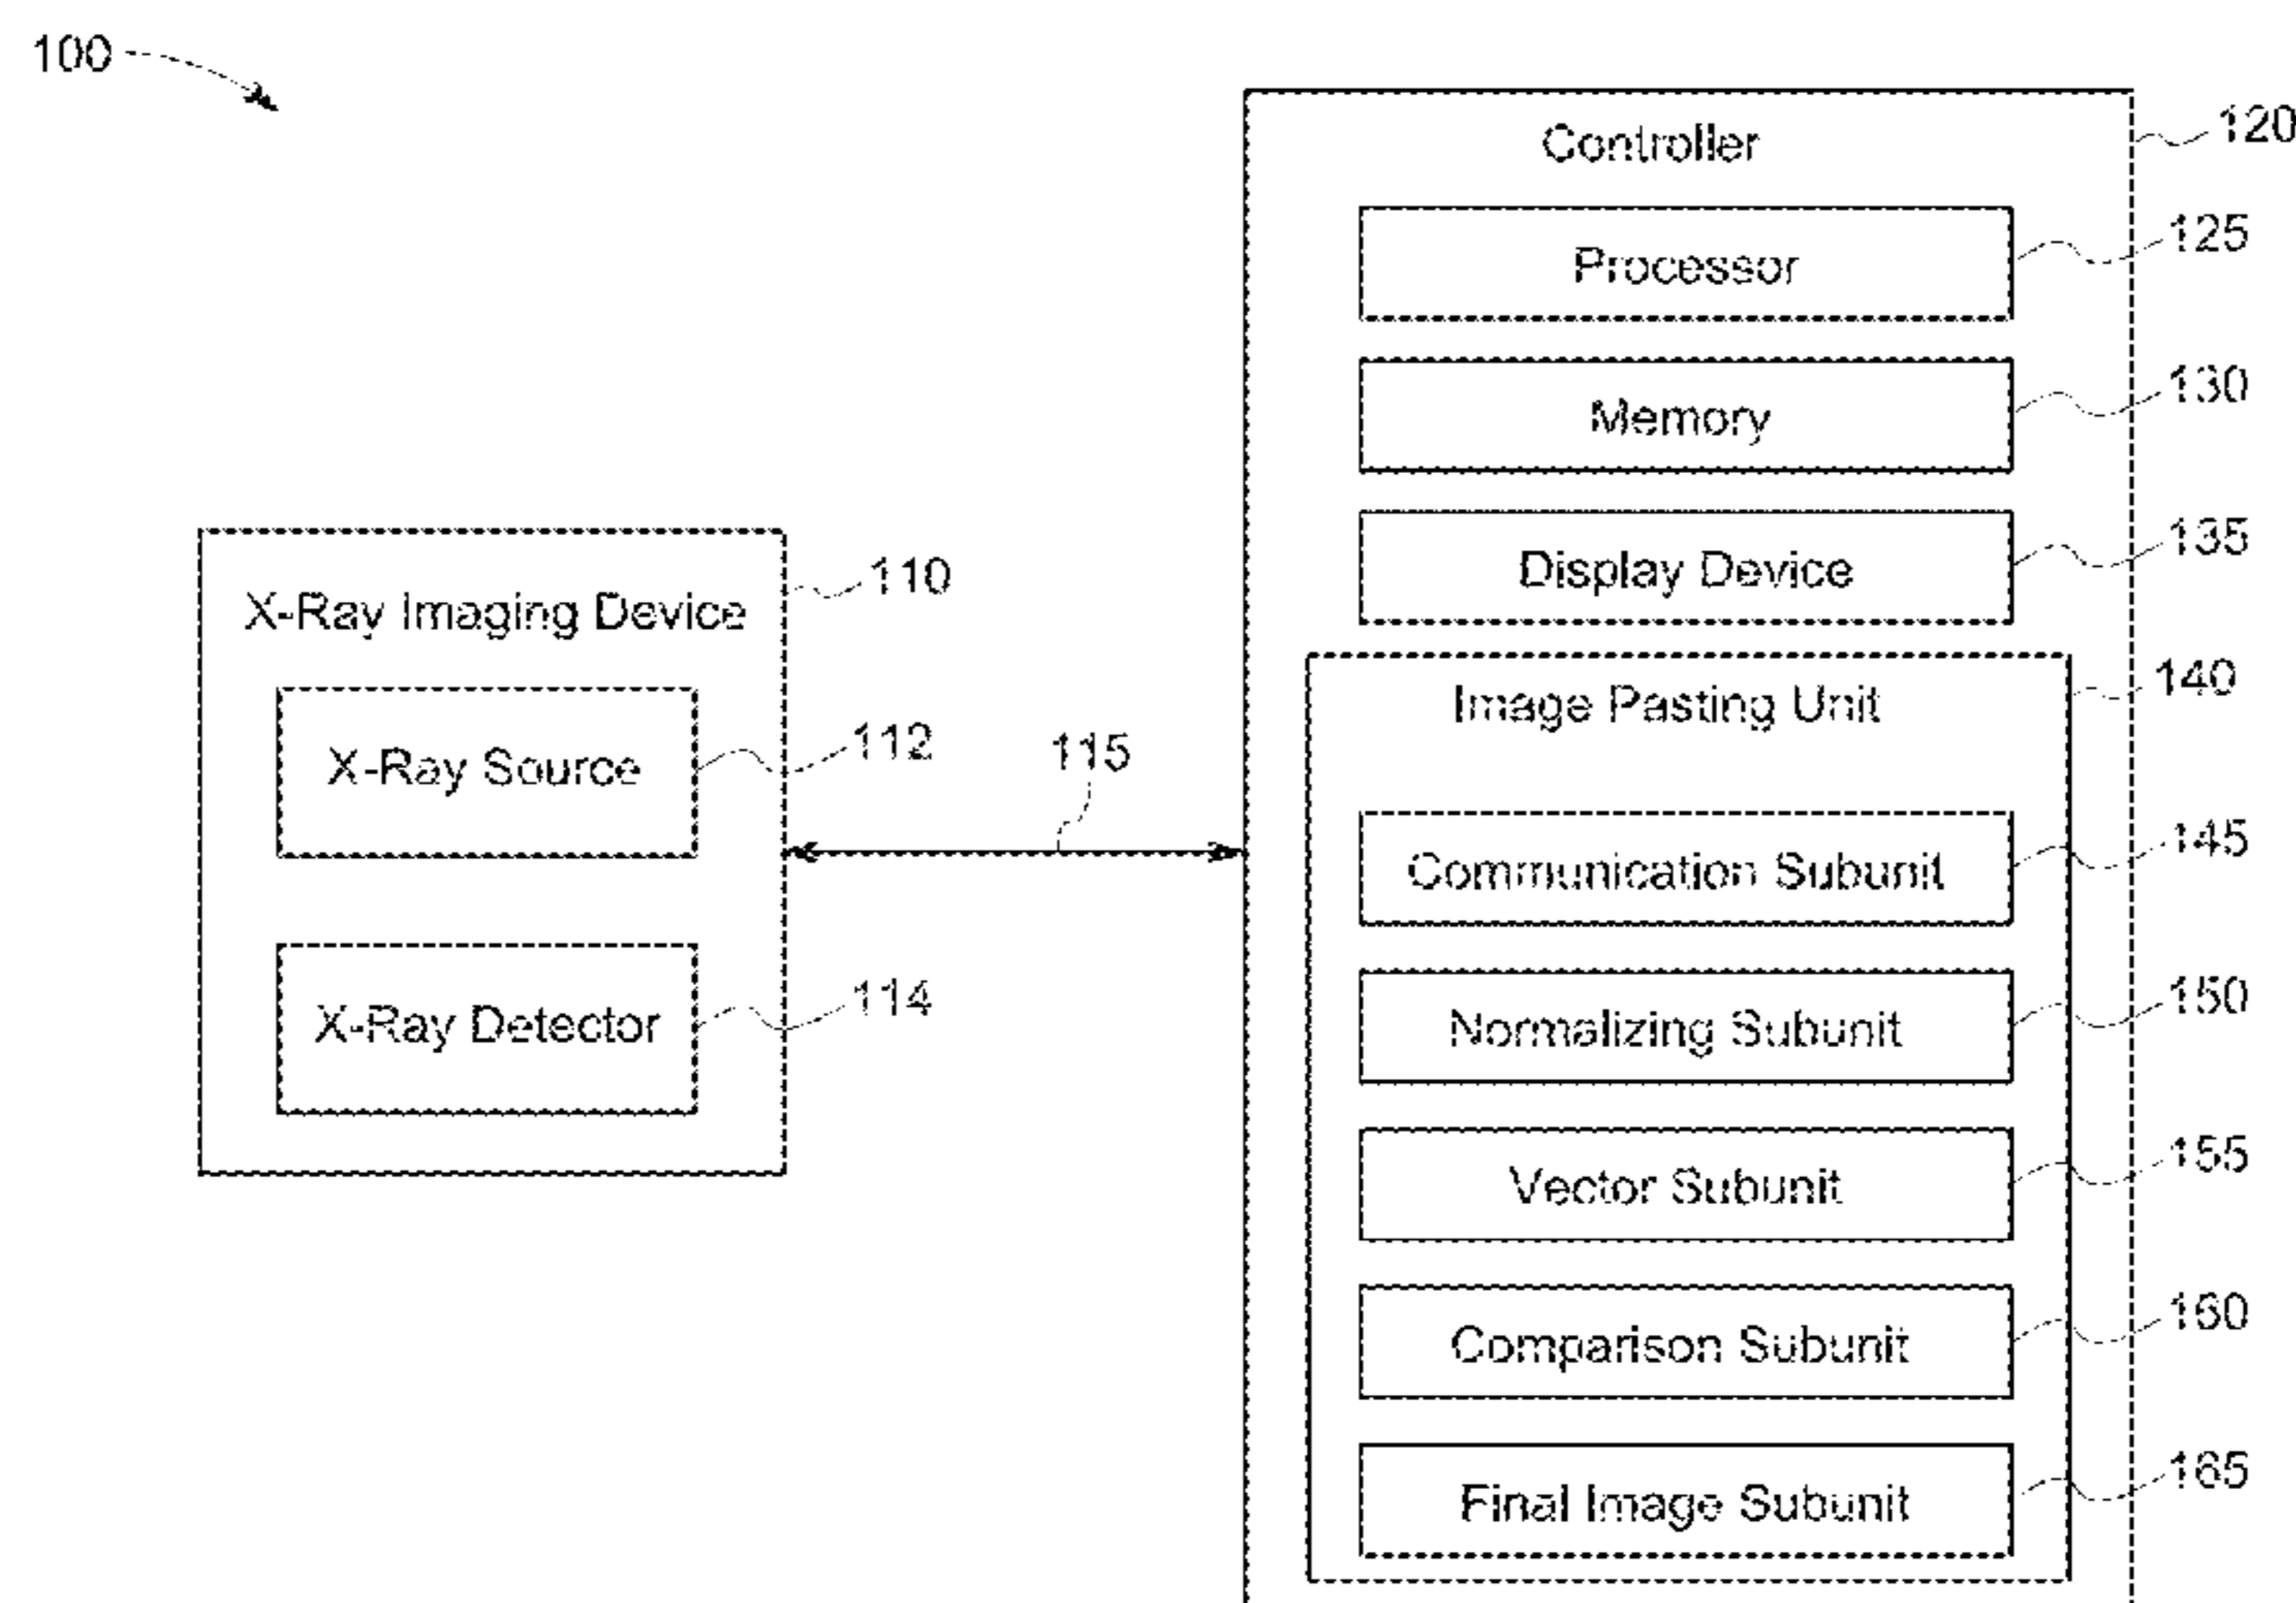 100
Controller
120
Processor
125
Memory
130
Display Device
135
X-Ray Imaging Device
110
X-Ray Source
112
X-Ray Detector
114
115
Image Pasting Unit
140
Communication Subunit
145
Normalizing Subunit
150
Vector Subunit
155
Comparison Subunit
160
Final Image Subunit
165